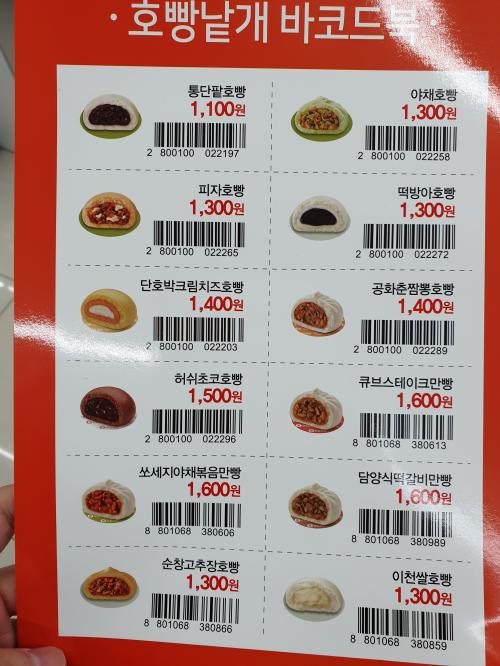 · 호빵낱개 바코드북 ·
통단팥호빵
1,100원
2 800100 022197
야채호빵
1,300원
2 800100 022258
피자호빵
1,300원
2 800100 022265
떡방아호빵
1,300원
2 800100 022272
단호박크림치즈호빵
1,400원
2 800100 022203
공화춘짬뽕호빵
1,400원
2 800100 022289
허쉬초코호빵
1,500원
2 800100 022296
큐브스테이크만빵
1,600원
8 801068 380613
쏘세지야채볶음만빵
1,600원
8 801068 380606
담양식떡갈비만빵
1,600원
8 801068 380989
순창고추장호빵
1,300원
8 801068 380866
이천쌀호빵
1,300원
8 801068 380859